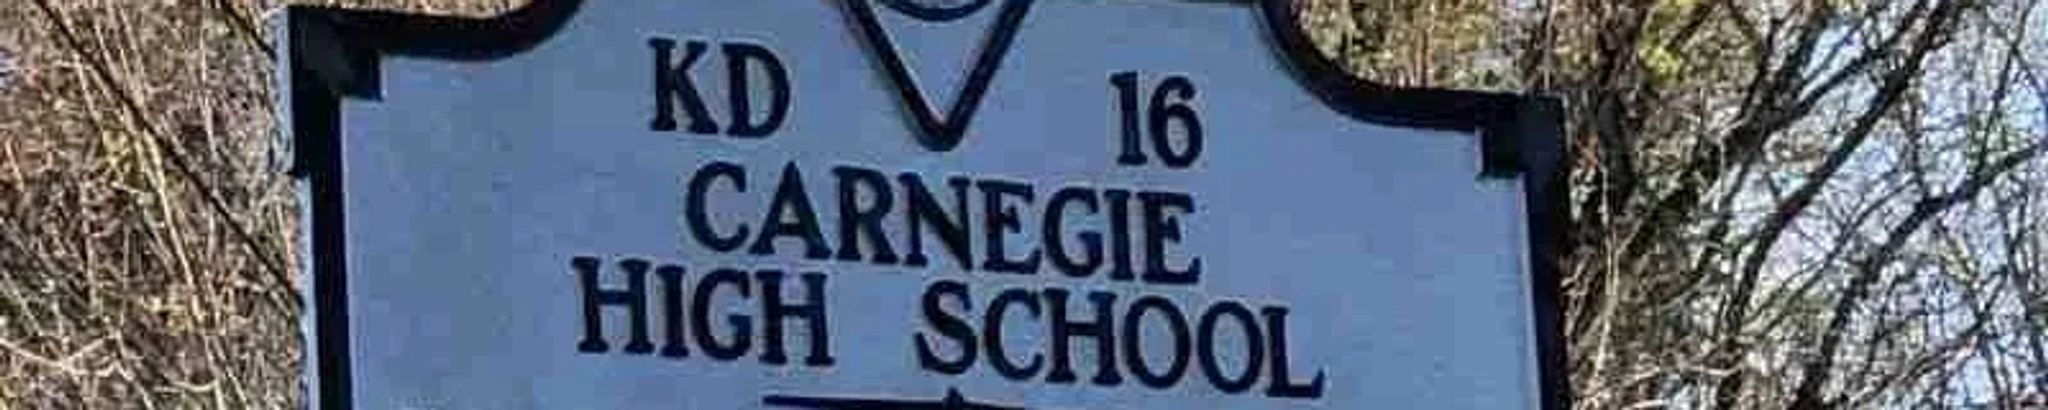 KD 16
CARNEGIE
HIGH SCHOOL